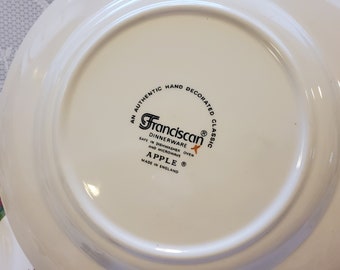 AN AUTHENTIC HAND DECORATED CLASSIC
Franciscan®
DINNERWARE
SAFE IN DISHWASHER OVEN
AND MICROWAVE
APPLE ®
MADE IN ENGLAND